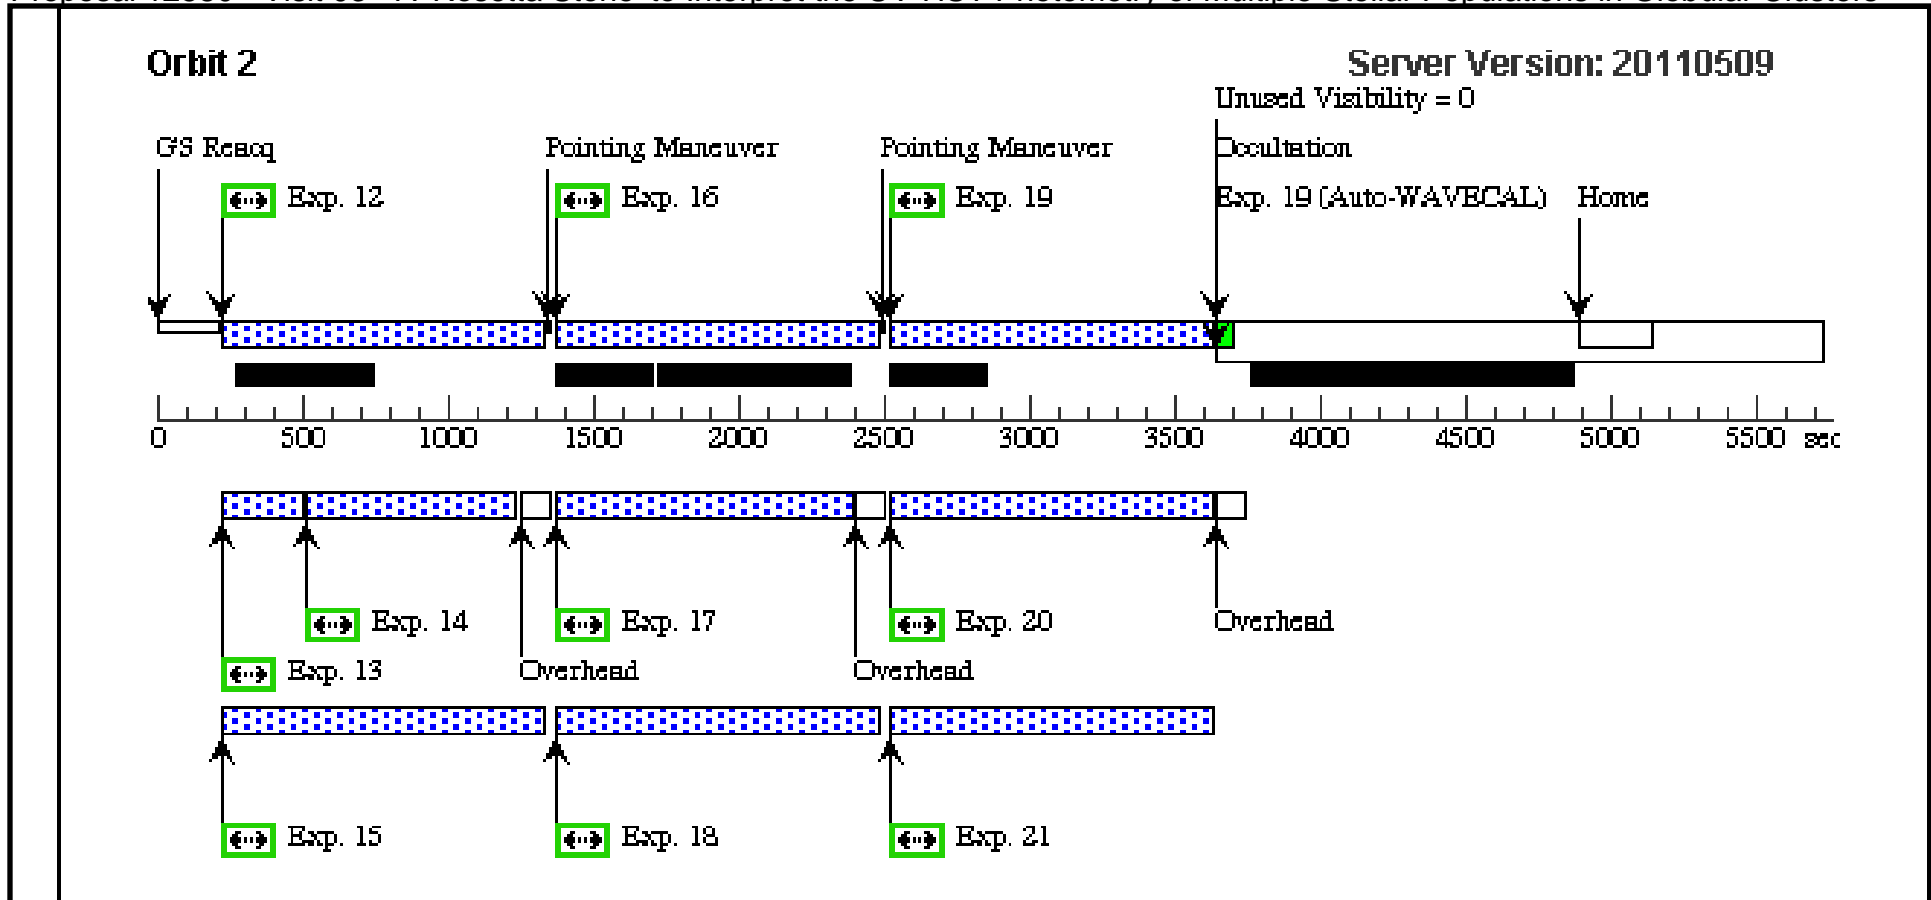 Orbit 2
Server Version: 20110509
Unused Visibility = 0
GS Reacq
Pointing Maneuver
Pointing Maneuver
Occultation
Exp. 12
Exp. 16
Exp. 19
Exp. 19 (Auto-WAVECAL)
Home
0 500 1000 1500 2000 2500 3000 3500 4000 4500 5000 5500 sec
Exp. 14
Exp. 17
Exp. 20
Overhead
Exp. 13
Overhead
Overhead
Exp. 15
Exp. 18
Exp. 21